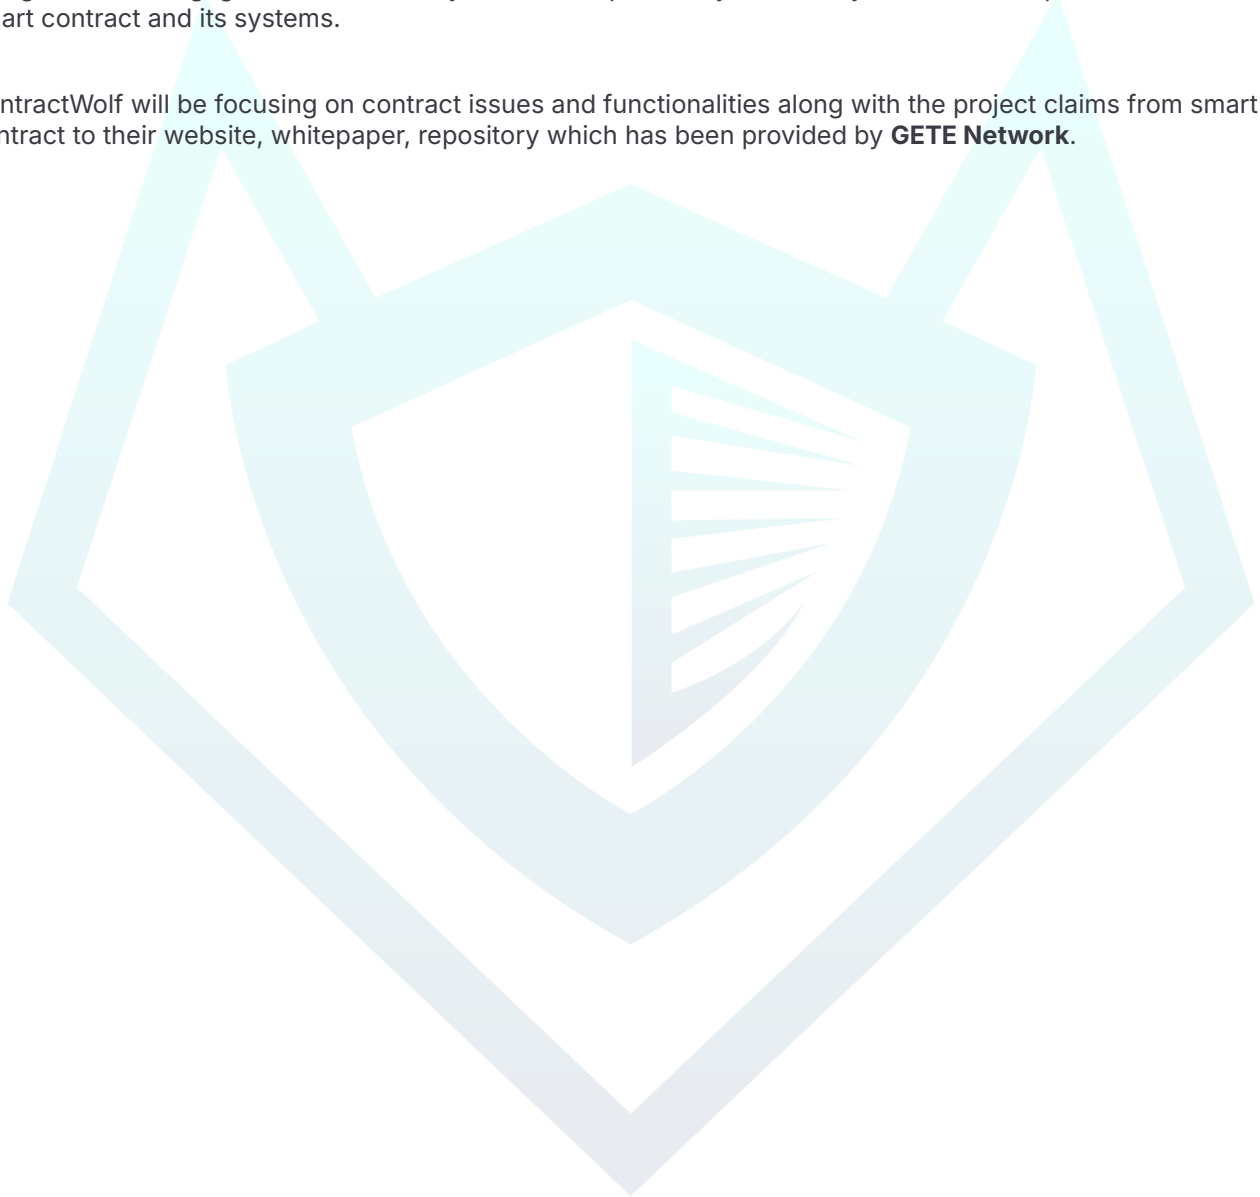 art contract and its systems.
ntractWolf will be focusing on contract issues and functionalities along with the project claims from smart
ntract to their website, whitepaper, repository which has been provided by GETE Network.